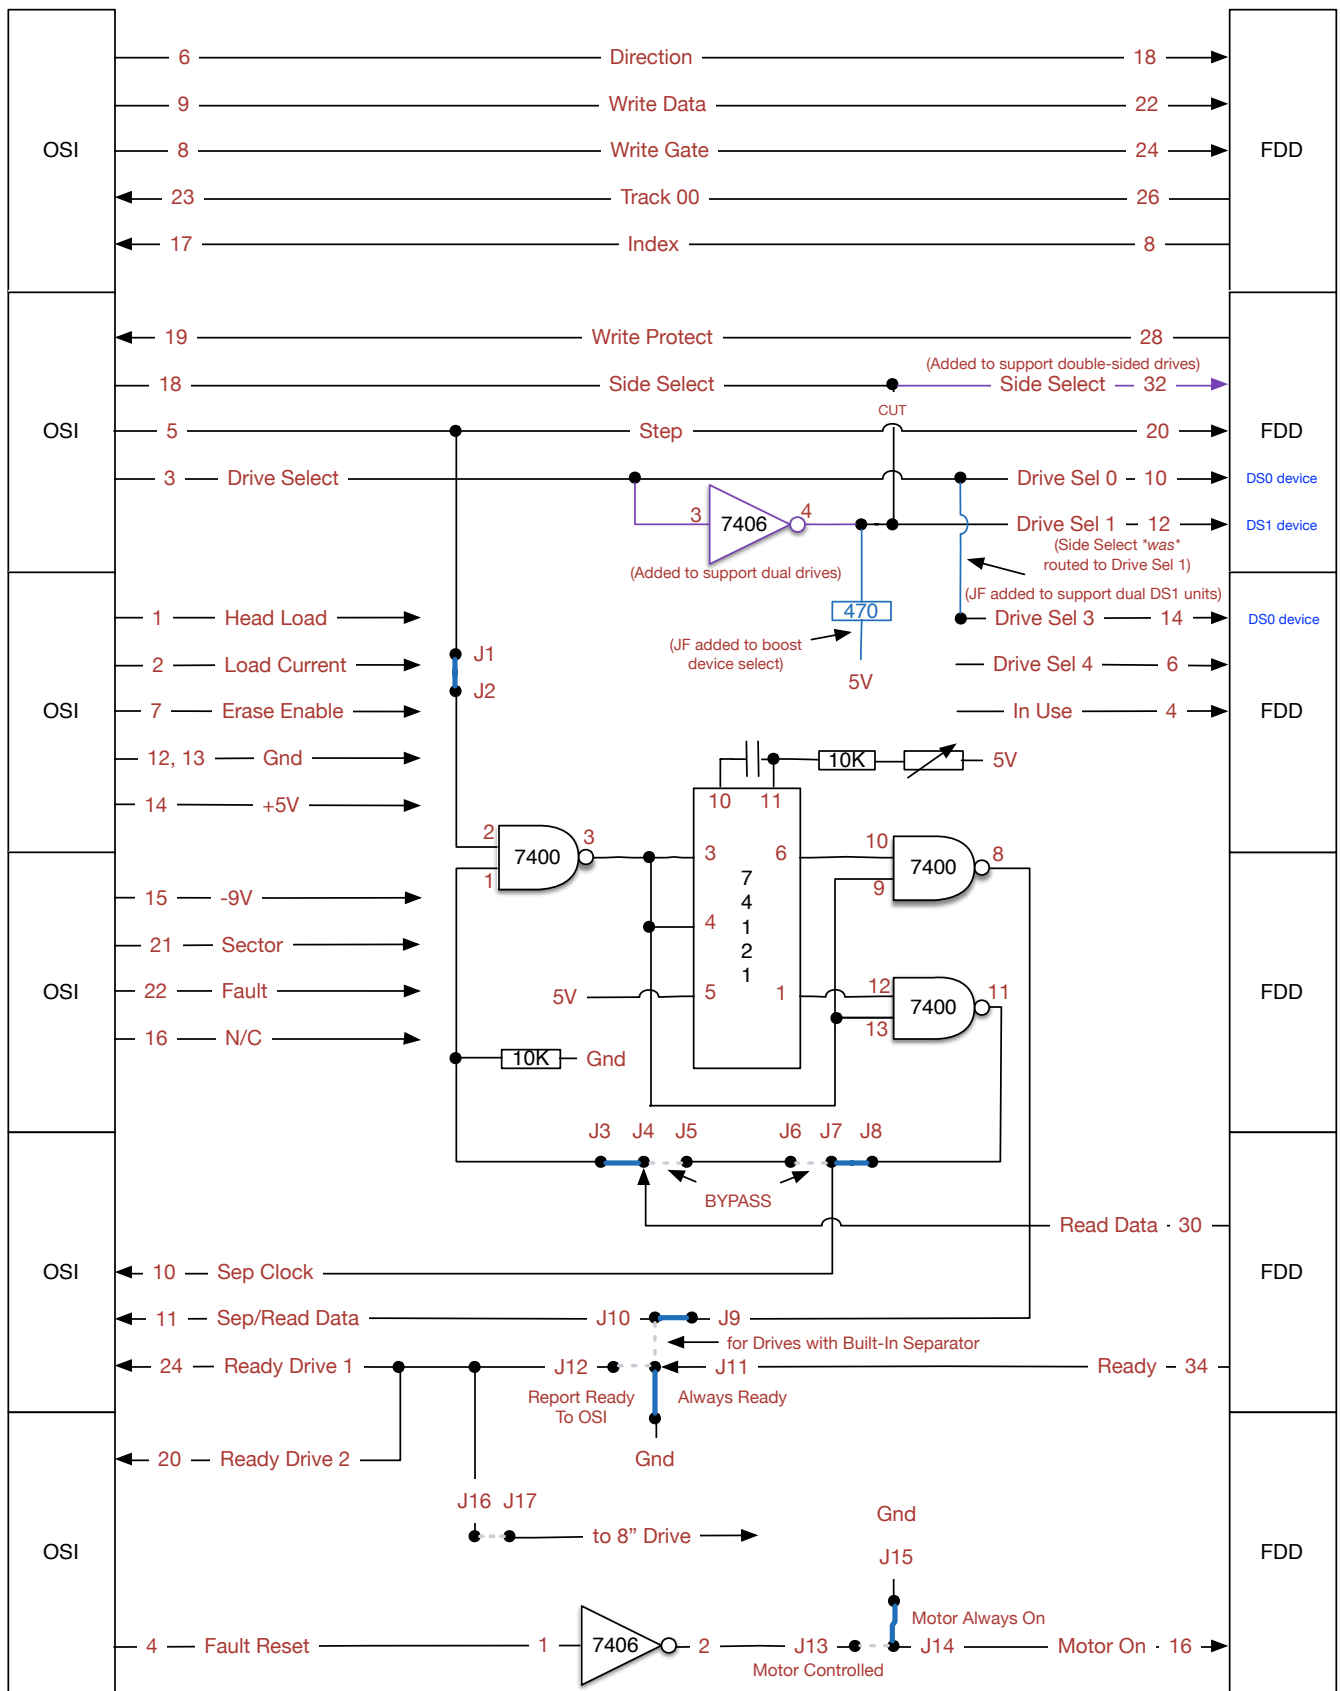 6 Direction 18
9 Write Data 22
OSI 8 Write Gate 24 FDD
23 Track 00 26
17 Index 8
19 Write Protect 28
(Added to support double-sided drives)
18 Side Select Side Select 32
CUT
OSI 5 Step 20 FDD
3 Drive Select Drive Sel 0 10 DS0 device
3 7406 4 Drive Sel 1 12 DS1 device
(Side Select *was*
routed to Drive Sel 1)
(Added to support dual drives)
(JF added to support dual DS1 units)
1 Head Load 470 Drive Sel 3 14 DS0 device
(JF added to boost
device select)
2 Load Current J1 Drive Sel 4 6
5V
J2
OSI 7 Erase Enable In Use 4 FDD
12, 13 Gnd 10K 5V
14 +5V 10 11
2 7400 3 3 6 10 7400 8
1 9
7
4
1
2
1
15 -9V 4
21 Sector
OSI 22 Fault 5V 5 1 12 7400 11 FDD
13
16 N/C
10K Gnd
J3 J4 J5 J6 J7 J8
BYPASS
Read Data 30
OSI 10 Sep Clock FDD
11 Sep/Read Data J10 J9
for Drives with Built-In Separator
24 Ready Drive 1 J12 J11 Ready 34
Report Ready
To OSI
Always Ready
20 Ready Drive 2 Gnd
J16 J17
Gnd
OSI to 8” Drive FDD
J15
Motor Always On
4 Fault Reset 1 7406 2 J13 J14 Motor On 16
Motor Controlled